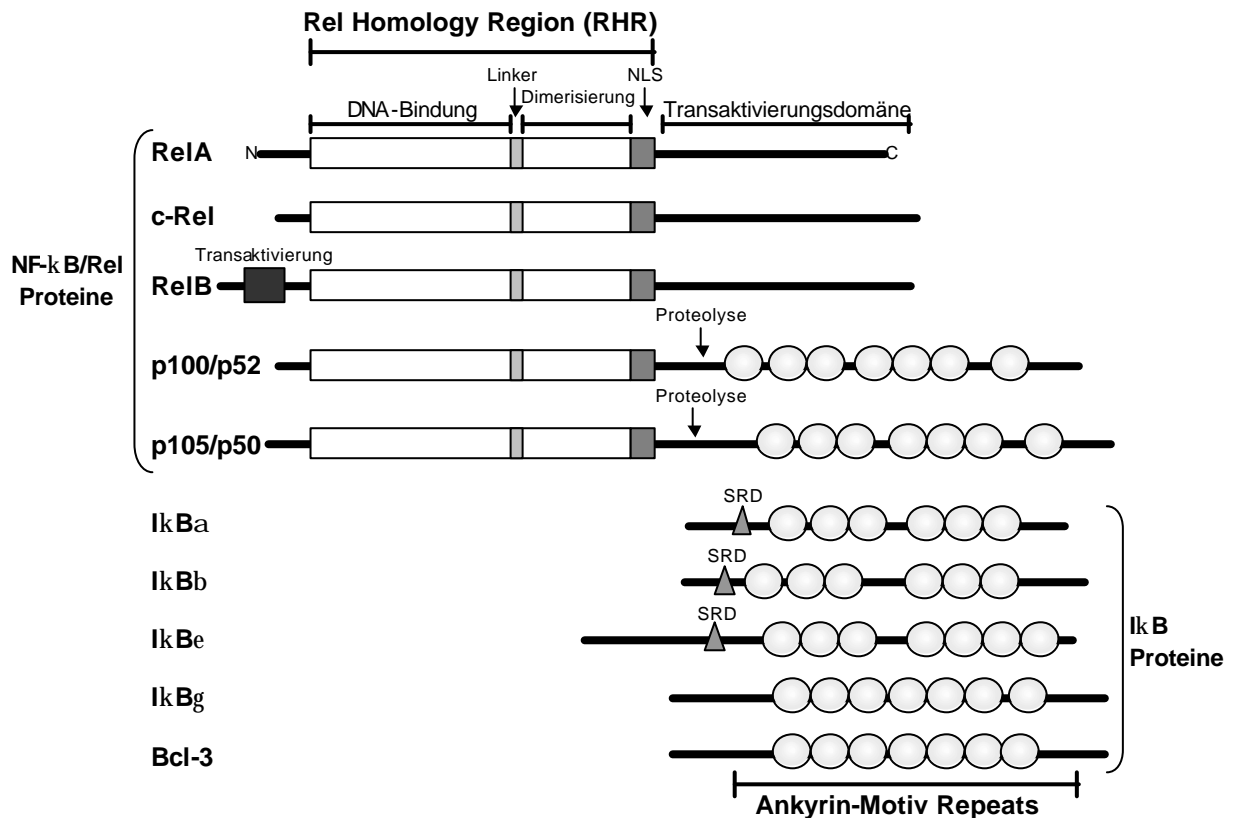 Rel Homology Region (RHR)
Linker
NLS
DNA-Bindung
Dimerisierung
Transaktivierungsdomäne
RelA
N
C
c-Rel
NF-kB/Rel
Proteine
Transaktivierung
RelB
Proteolyse
p100/p52
Proteolyse
p105/p50
SRD
IkBa
SRD
IkBb
SRD
IkBe
IkB
Proteine
IkBg
Bcl-3
Ankyrin-Motiv Repeats